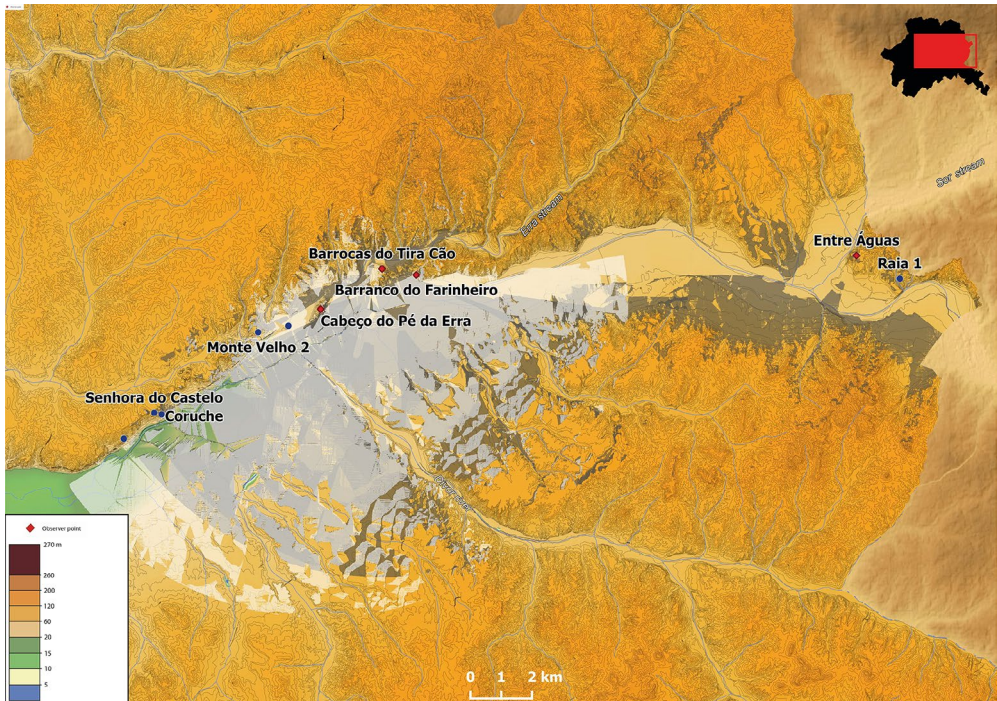 Sor stream
Erra stream
Entre Águas
Barrocas do Tira Cão
Raia 1
Barranco do Farinheiro
Cabeço do Pé da Erra
Monte Velho 2
Senhora do Castelo
Coruche
Observer point
270 m
260
200
120
60
20
15
10
5
0 1 2 km